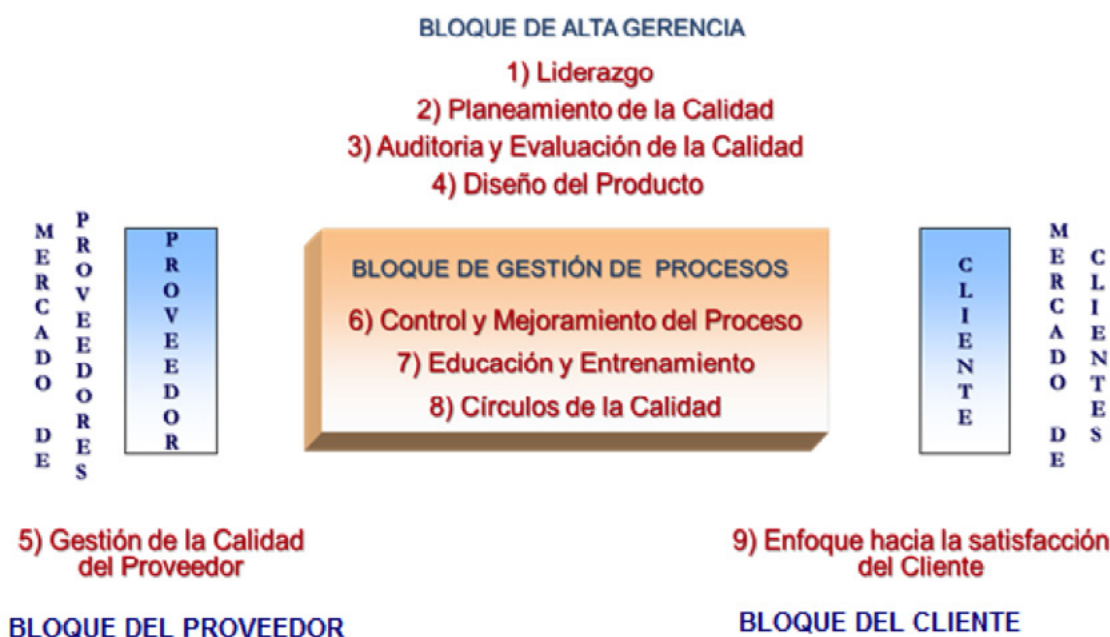 BLOQUE DE ALTA GERENCIA
1) Liderazgo
2) Planeamiento de la Calidad
3) Auditoria y Evaluación de la Calidad
4) Diseño del Producto
MERCADO DE
PROVEEDORES
PROVEEDOR
BLOQUE DE GESTIÓN DE PROCESOS
6) Control y Mejoramiento del Proceso
7) Educación y Entrenamiento
8) Círculos de la Calidad
CLIENTE
MERCADO DE
CLIENTES
5) Gestión de la Calidad
del Proveedor
BLOQUE DEL PROVEEDOR
9) Enfoque hacia la satisfacción
del Cliente
BLOQUE DEL CLIENTE